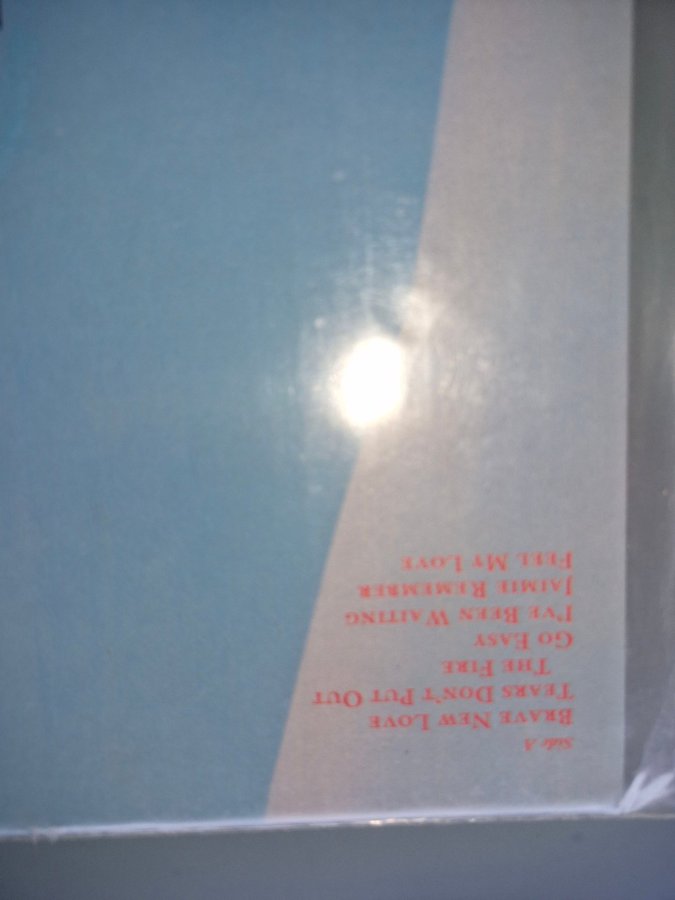 Side A
Brave New Love
Tears Don't Put Out
The Fire
Go Easy
I've Been Waiting
Jaimie Remember
Feel My Love